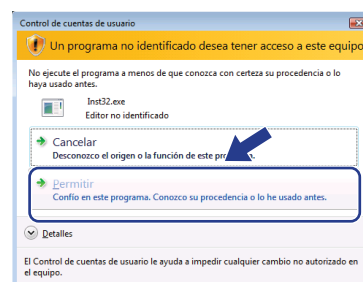 Control de cuentas de usuario
Un programa no identificado desea tener acceso a este equipo
No ejecute el programa a menos de que conozca con certeza su procedencia o lo
haya usado antes.
Inst32.exe
Editor no identificado
Cancelar
Desconozco el origen o la función de este
Permitir
Confío en este programa. Conozco su procedencia o lo he usado antes.
Detalles
El Control de cuentas de usuario le ayuda a impedir cualquier cambio no autorizado en
el equipo.